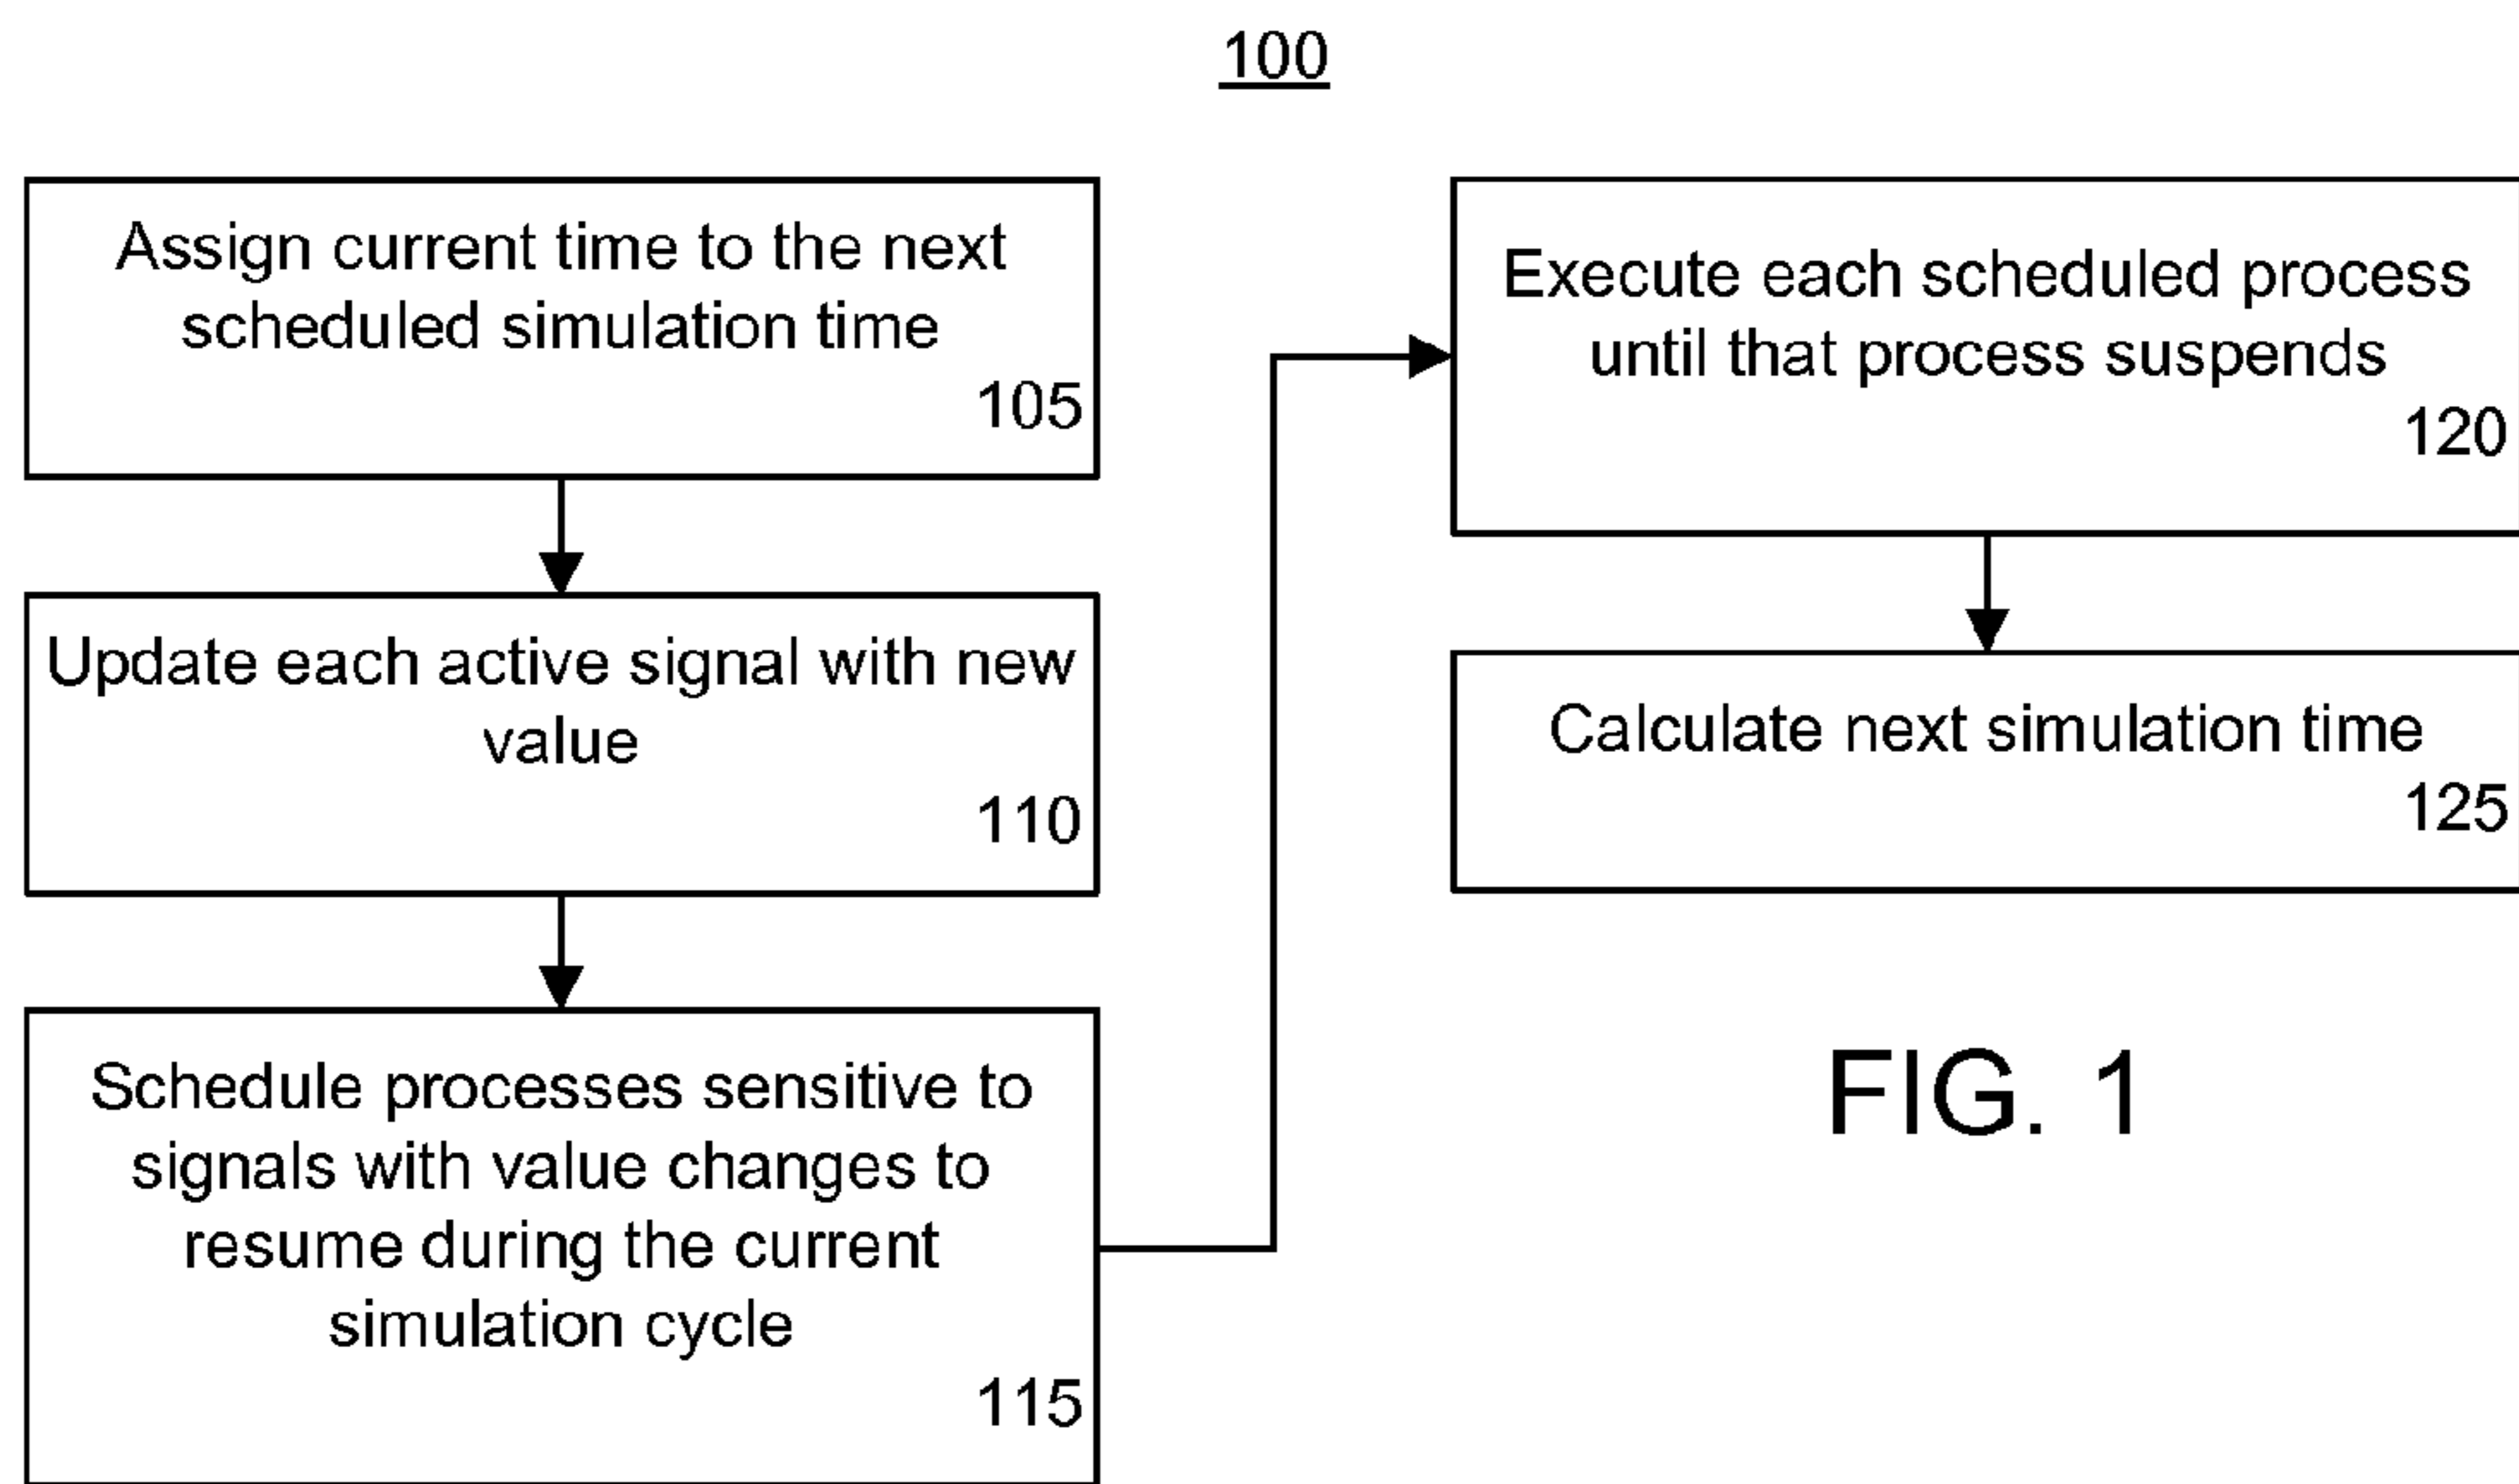 100
Assign current time to the next
scheduled simulation time
105
Update each active signal with new
value
110
Schedule processes sensitive to
signals with value changes to
resume during the current
simulation cycle
115
Execute each scheduled process
until that process suspends
120
Calculate next simulation time
125
FIG. 1